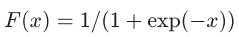 F(x) = 1/(1 + exp(−x))